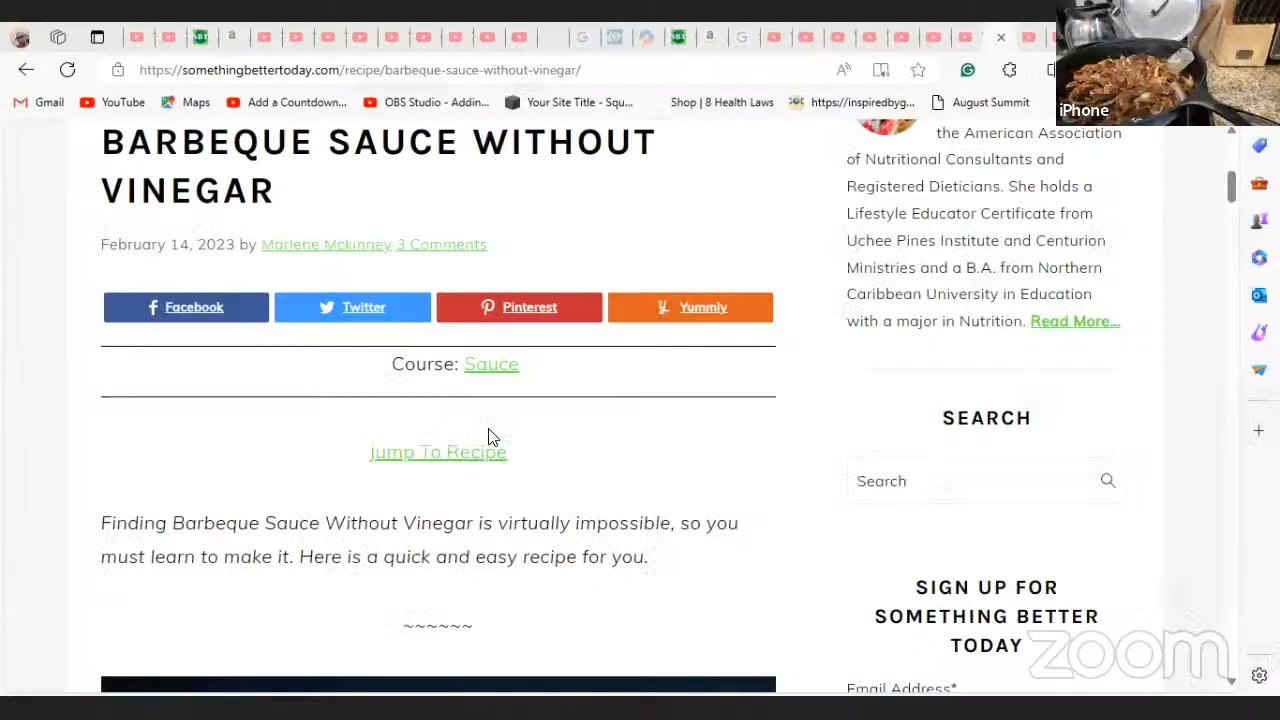 https://somethingbettertoday.com/recipe/barbeque-sauce-without-vinegar/
Gmail
YouTube
Maps
Add a Countdown...
OBS Studio - Addin...
Your Site Title - Squ...
Shop | 8 Health Laws
https://inspiredbyg...
August Summit
iPhone
BARBEQUE SAUCE WITHOUT
VINEGAR
February 14, 2023 by Marlene Mckinney 3 Comments
Facebook
Twitter
Pinterest
Yummly
Course: Sauce
Jump To Recipe
Finding Barbeque Sauce Without Vinegar is virtually impossible, so you
must learn to make it. Here is a quick and easy recipe for you.
~~~~~~
the American Association
of Nutritional Consultants and
Registered Dieticians. She holds a
Lifestyle Educator Certificate from
Uchee Pines Institute and Centurion
Ministries and a B.A. from Northern
Caribbean University in Education
with a major in Nutrition. Read More...
SEARCH
Search
SIGN UP FOR
SOMETHING BETTER
TODAY
Email Address*
zoom